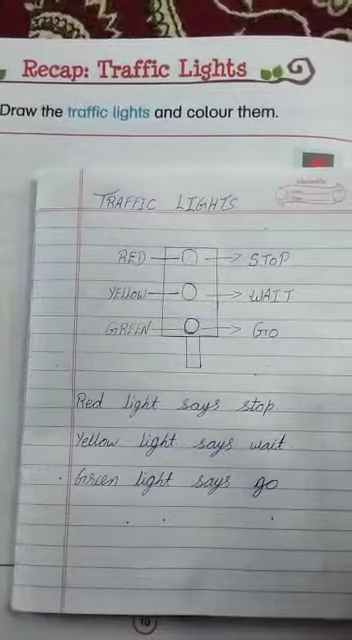 Recap: Traffic Lights
Draw the traffic lights and colour them.
TRAFFIC LIGHTS
RED STOP
YELLOW WAIT
GREEN GO
Red light says stop
Yellow light says wait
Green light says go
10